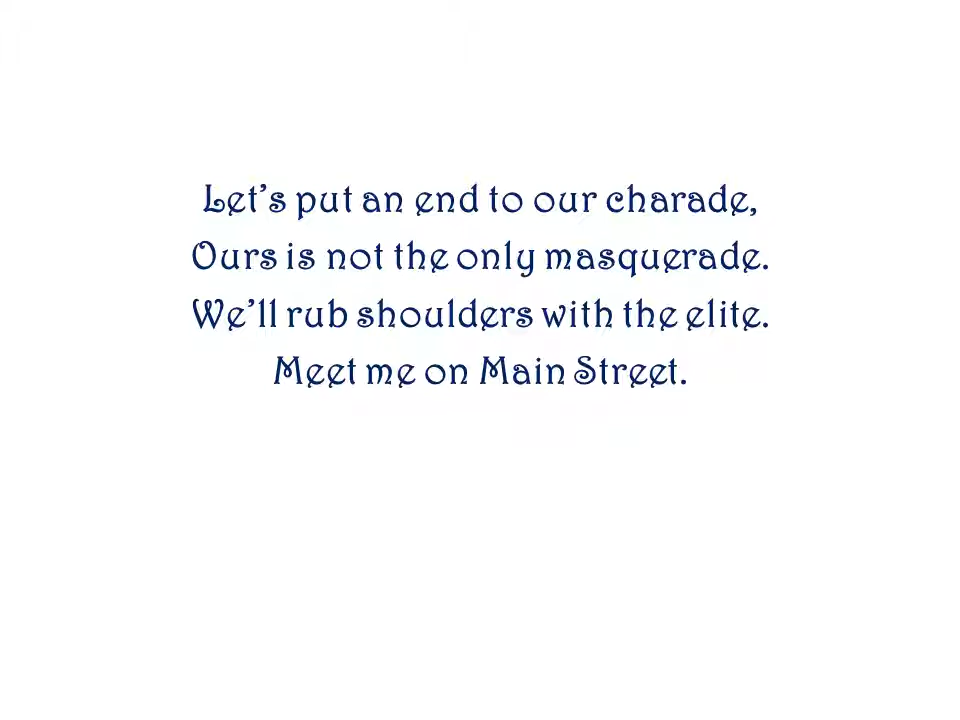 Let’s put an end to our charade,
Ours is not the only masquerade.
We’ll rub shoulders with the elite.
Meet me on Main Street.